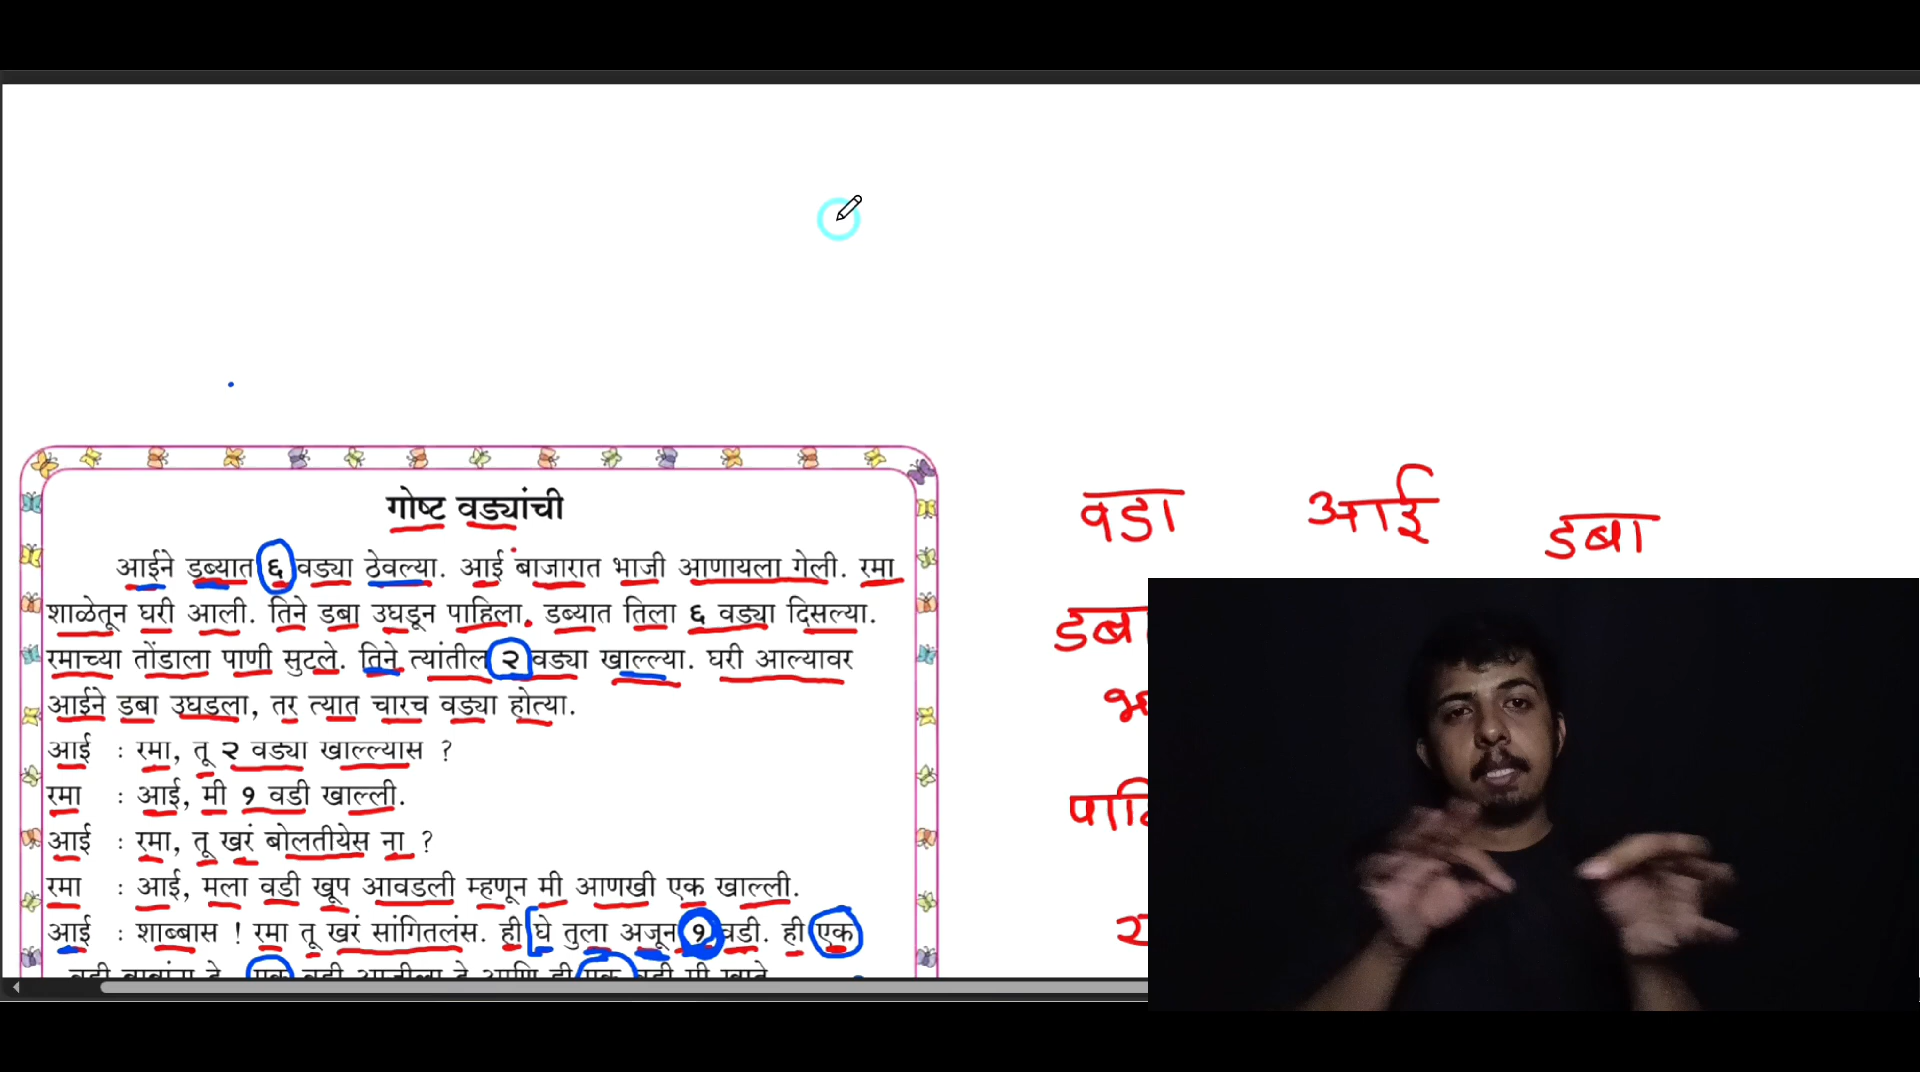 गोष्ट वड्यांची
आईने डब्यात ६ वड्या ठेवल्या. आई बाजारात भाजी आणायला गेली. रमा
शाळेतून घरी आली. तिने डबा उघडून पाहिला. डब्यात तिला ६ वड्या दिसल्या.
रमाच्या तोंडाला पाणी सुटले. तिने त्यांतील २ वड्या खाल्ल्या. घरी आल्यावर
आईने डबा उघडला, तर त्यात चारच वड्या होत्या.
आई : रमा, तू २ वड्या खाल्ल्यास ?
रमा : आई, मी १ वडी खाल्ली.
आई : रमा, तू खरं बोलतीयेस ना ?
रमा : आई, मला वडी खूप आवडली म्हणून मी आणखी एक खाल्ली.
आई : शाब्बास ! रमा तू खरं सांगितलंस. ही घे तुला अजून १ वडी. ही एक
वडा आई डबा
डबा